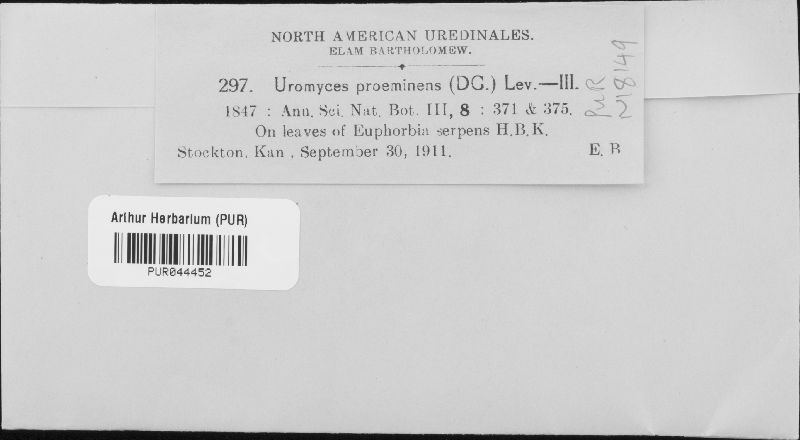 NORTH AMERICAN UREDINALES.
ELAM BARTHOLOMEW.
297. Uromyces proeminens (DC.) Lev.—III.
1847 : Ann. Sci. Nat. Bot. III, 8 : 371 & 375.
On leaves of Euphorbia serpens H.B.K.
Stockton, Kan., September 30, 1911. E. B
PUR
N18149
Arthur Herbarium (PUR)
PUR044452